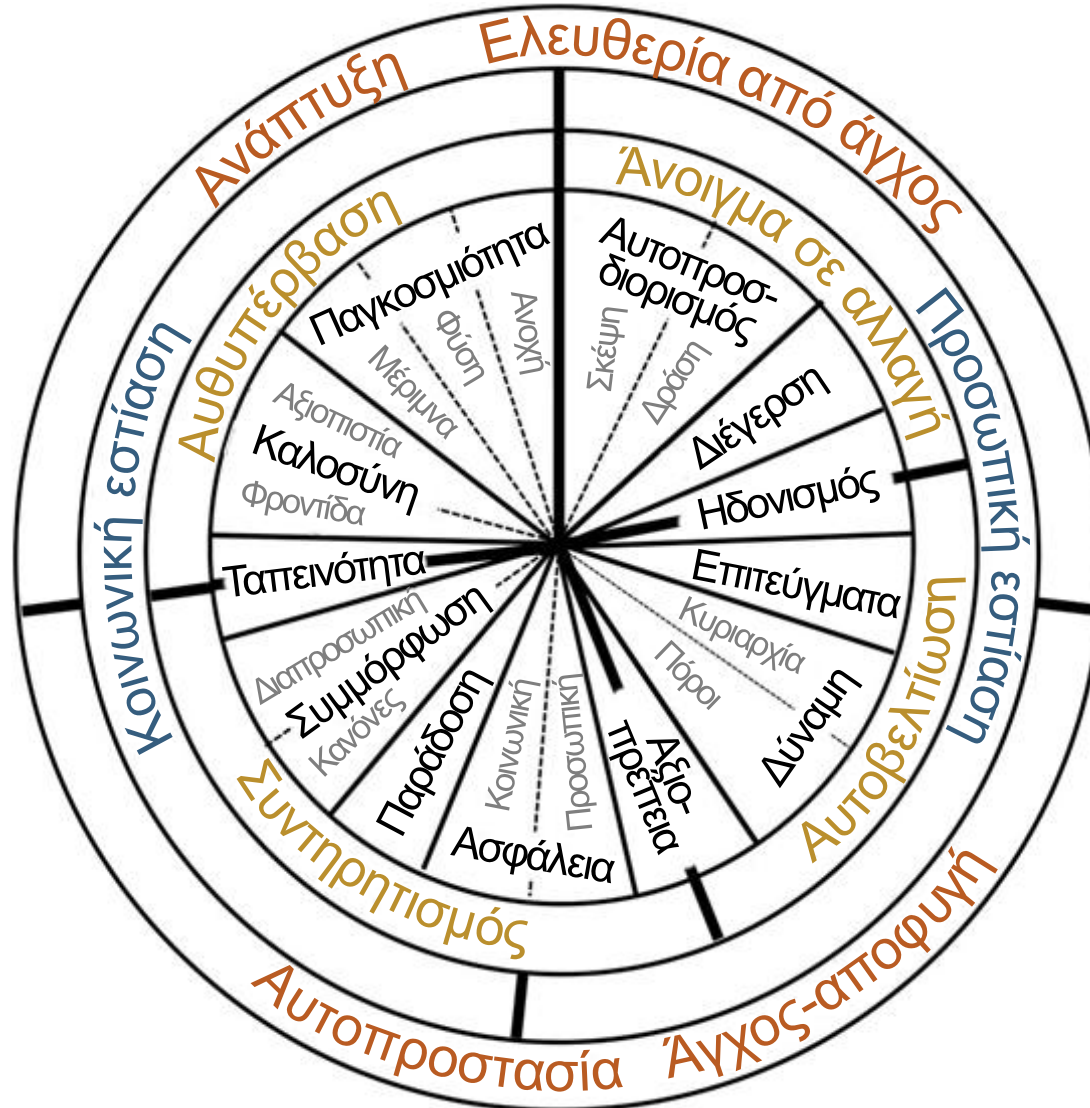 Ανάπτυξη
Ελευθερία από άγχος
Άγχος-αποφυγή
Αυτοπροστασία
Κοινωνική εστίαση
Προσωπική εστίαση
Αυθυπέρβαση
Άνοιγμα σε αλλαγή
Αυτοβελτίωση
Συντηρητισμός
Αυτοπροσ-
διορισμός
Σκέψη
Δράση
Διέγερση
Ηδονισμός
Επιτεύγματα
Κυριαρχία
Πόροι
Δύναμη
Αξιο-
πρέπεια
Προσωπική
Κοινωνική
Ασφάλεια
Παράδοση
Διαπροσωπική
Συμμόρφωση
Κανόνες
Ταπεινότητα
Αξιοπιστία
Καλοσύνη
Φροντίδα
Παγκοσμιότητα
Μέριμνα
Φύση
Ανοχή